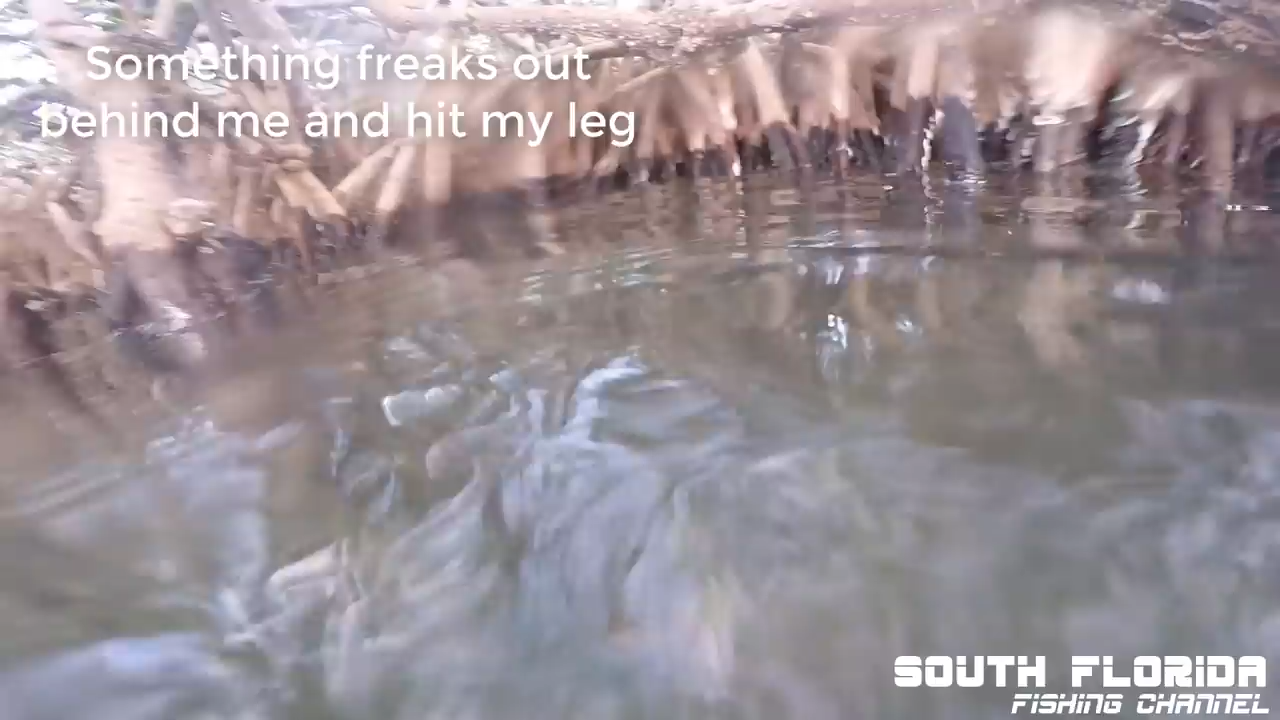 Something freaks out
behind me and hit my leg
SOUTH FLORIDA
FISHING CHANNEL